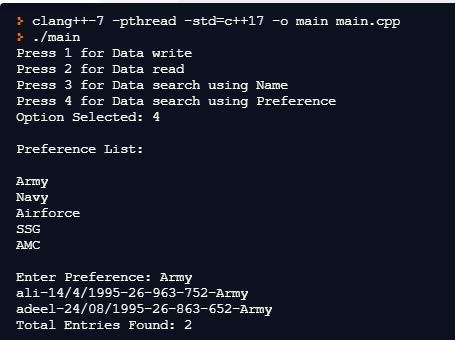 clang++-7 -pthread -std=c++17 -o main main.cpp
./main
Press 1 for Data write
Press 2 for Data read
Press 3 for Data search using Name
Press 4 for Data search using Preference
Option Selected: 4
Preference List:
Army
Navy
Airforce
SSG
AMC
Enter Preference: Army
ali-14/4/1995-26-963-752-Army
adeel-24/08/1995-26-863-652-Army
Total Entries Found: 2